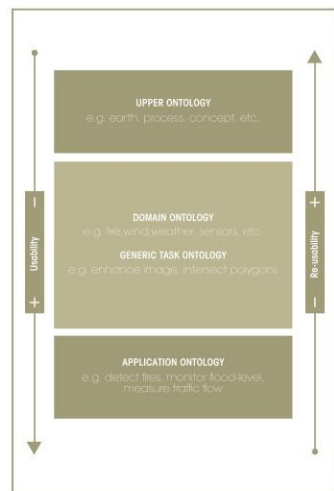 UPPER ONTOLOGY
e.g. earth, process, concept, etc.
−
Usability
+
DOMAIN ONTOLOGY
e.g. fire,wind,weather, sensors, etc
GENERIC TASK ONTOLOGY
e.g. enhance image, intersect polygons
+
Re-usability
−
APPLICATION ONTOLOGY
e.g. detect fires, monitor flood-level,
measure traffic flow